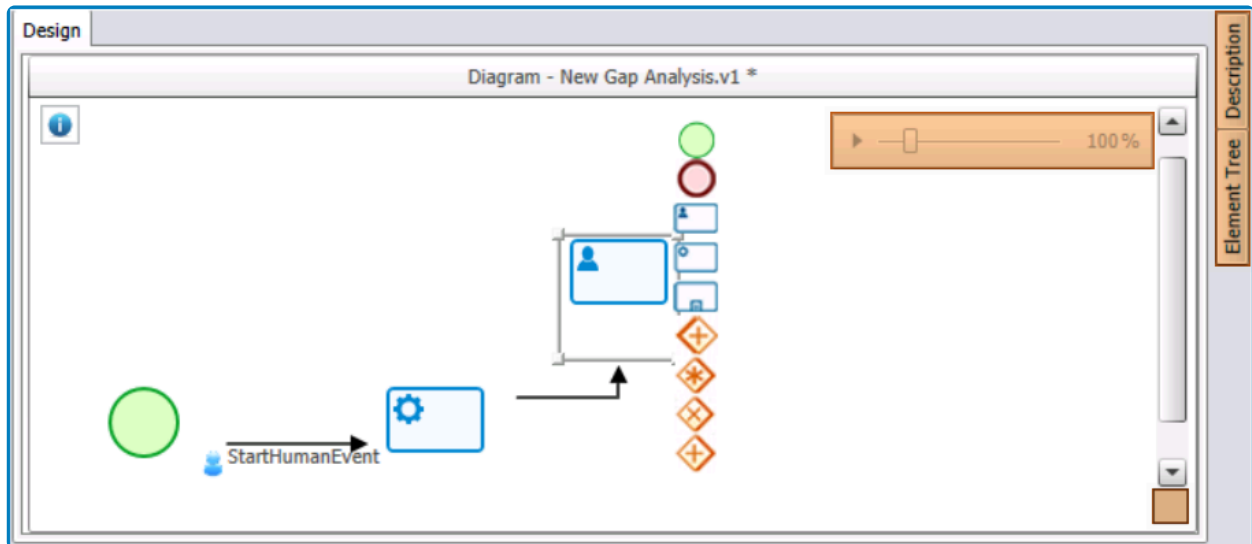 Design
Diagram - New Gap Analysis.v1 *
100%
Description
Element Tree
StartHumanEvent